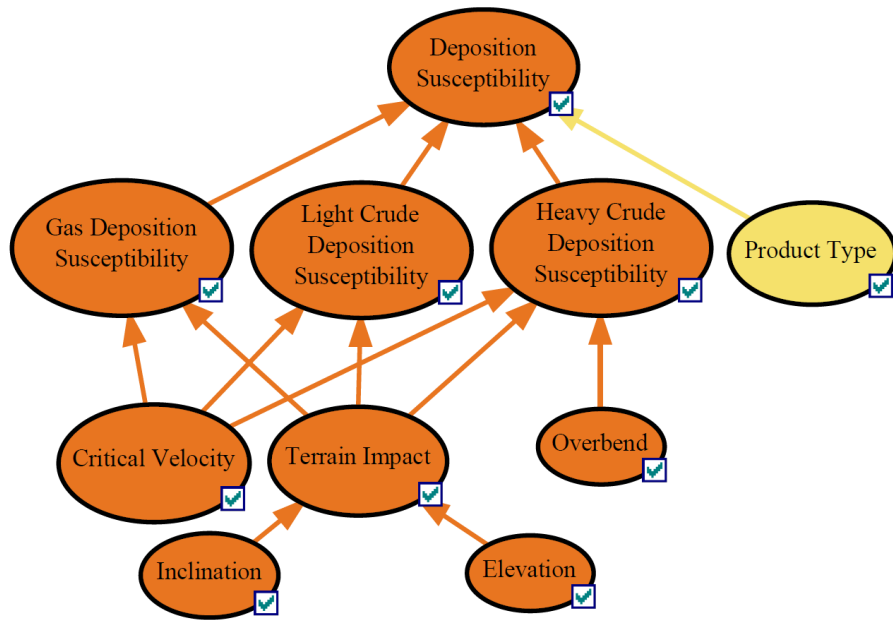 Deposition
Susceptibility
Gas Deposition
Susceptibility
Light Crude
Deposition
Susceptibility
Heavy Crude
Deposition
Susceptibility
Product Type
Critical Velocity
Terrain Impact
Overbend
Inclination
Elevation